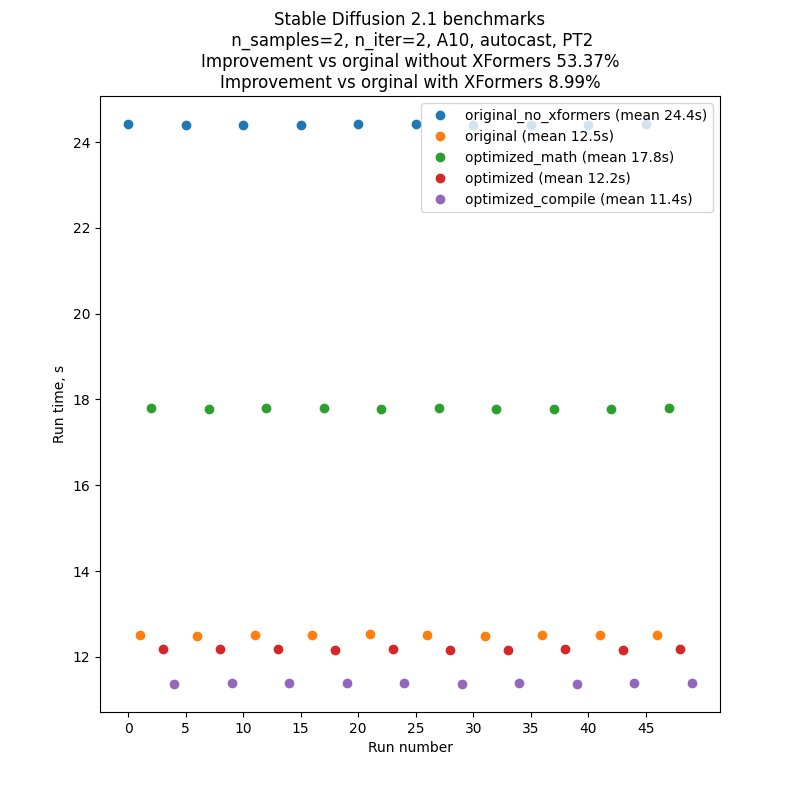 Stable Diffusion 2.1 benchmarks
n_samples=2, n_iter=2, A10, autocast, PT2
Improvement vs orginal without XFormers 53.37%
Improvement vs orginal with XFormers 8.99%
original_no_xformers (mean 24.4s)
original (mean 12.5s)
optimized_math (mean 17.8s)
optimized (mean 12.2s)
optimized_compile (mean 11.4s)
24
22
20
18
16
14
12
Run time, s
0 5 10 15 20 25 30 35 40 45
Run number